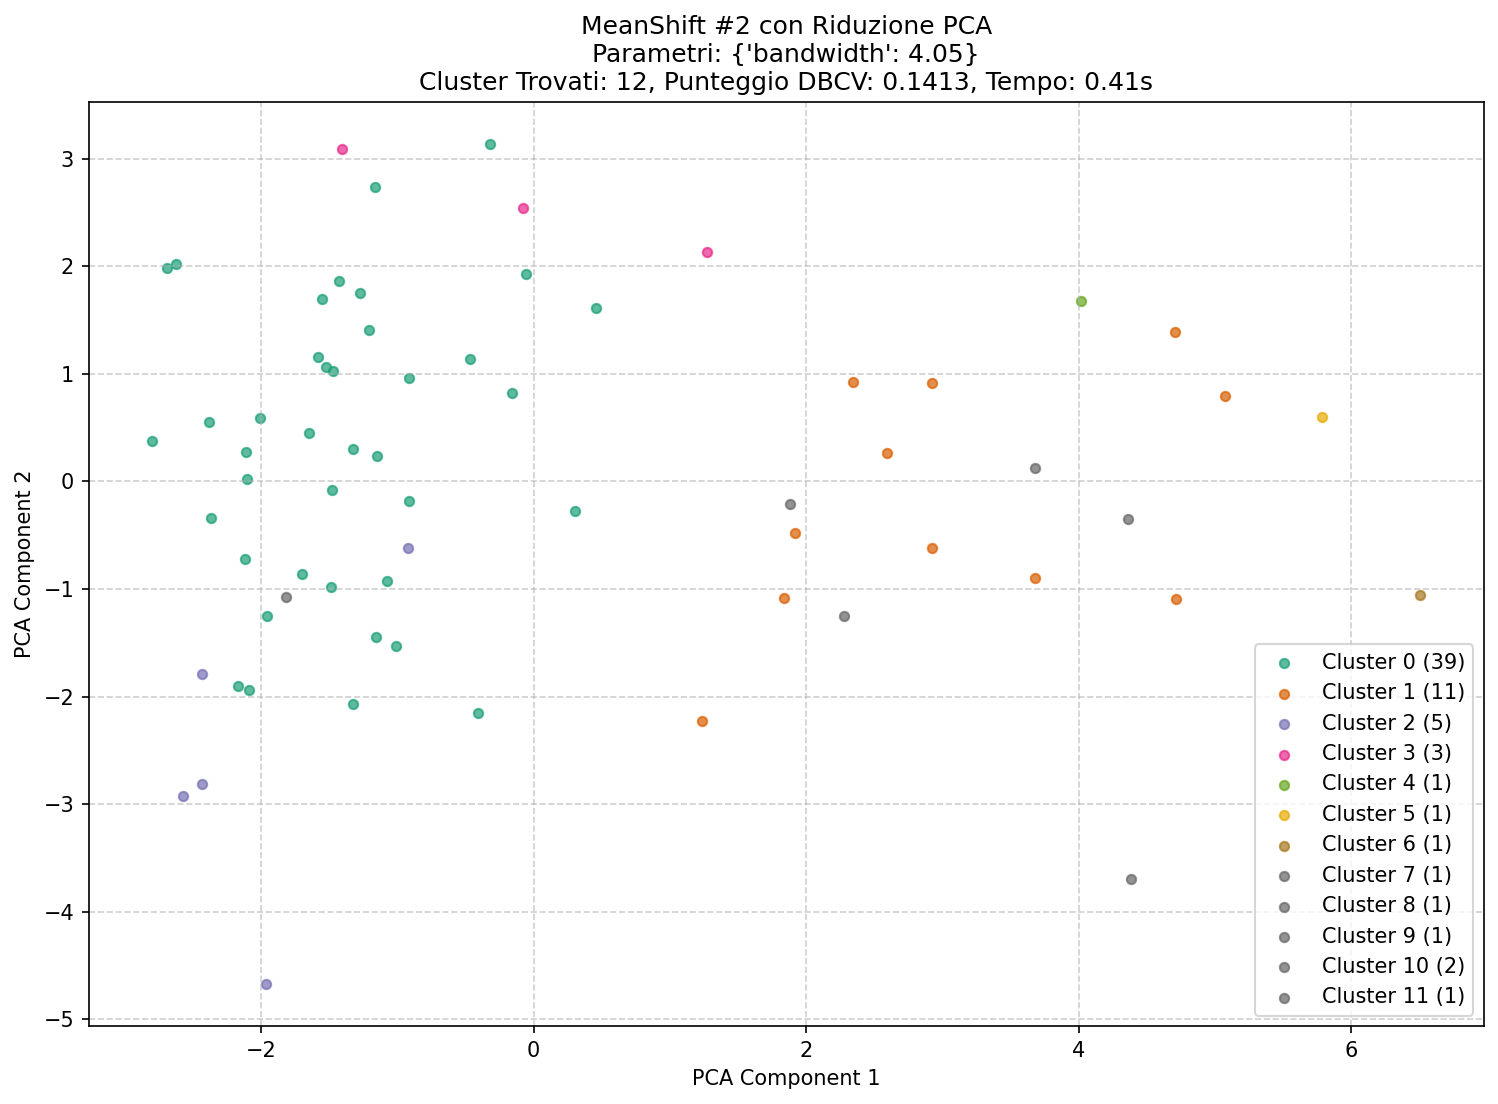 MeanShift #2 con Riduzione PCA
Parametri: {'bandwidth': 4.05}
Cluster Trovati: 12, Punteggio DBCV: 0.1413, Tempo: 0.41s
3
2
1
0
−1
−2
−3
−4
−5
PCA Component 2
Cluster 0 (39)
Cluster 1 (11)
Cluster 2 (5)
Cluster 3 (3)
Cluster 4 (1)
Cluster 5 (1)
Cluster 6 (1)
Cluster 7 (1)
Cluster 8 (1)
Cluster 9 (1)
Cluster 10 (2)
Cluster 11 (1)
−2 0 2 4 6
PCA Component 1